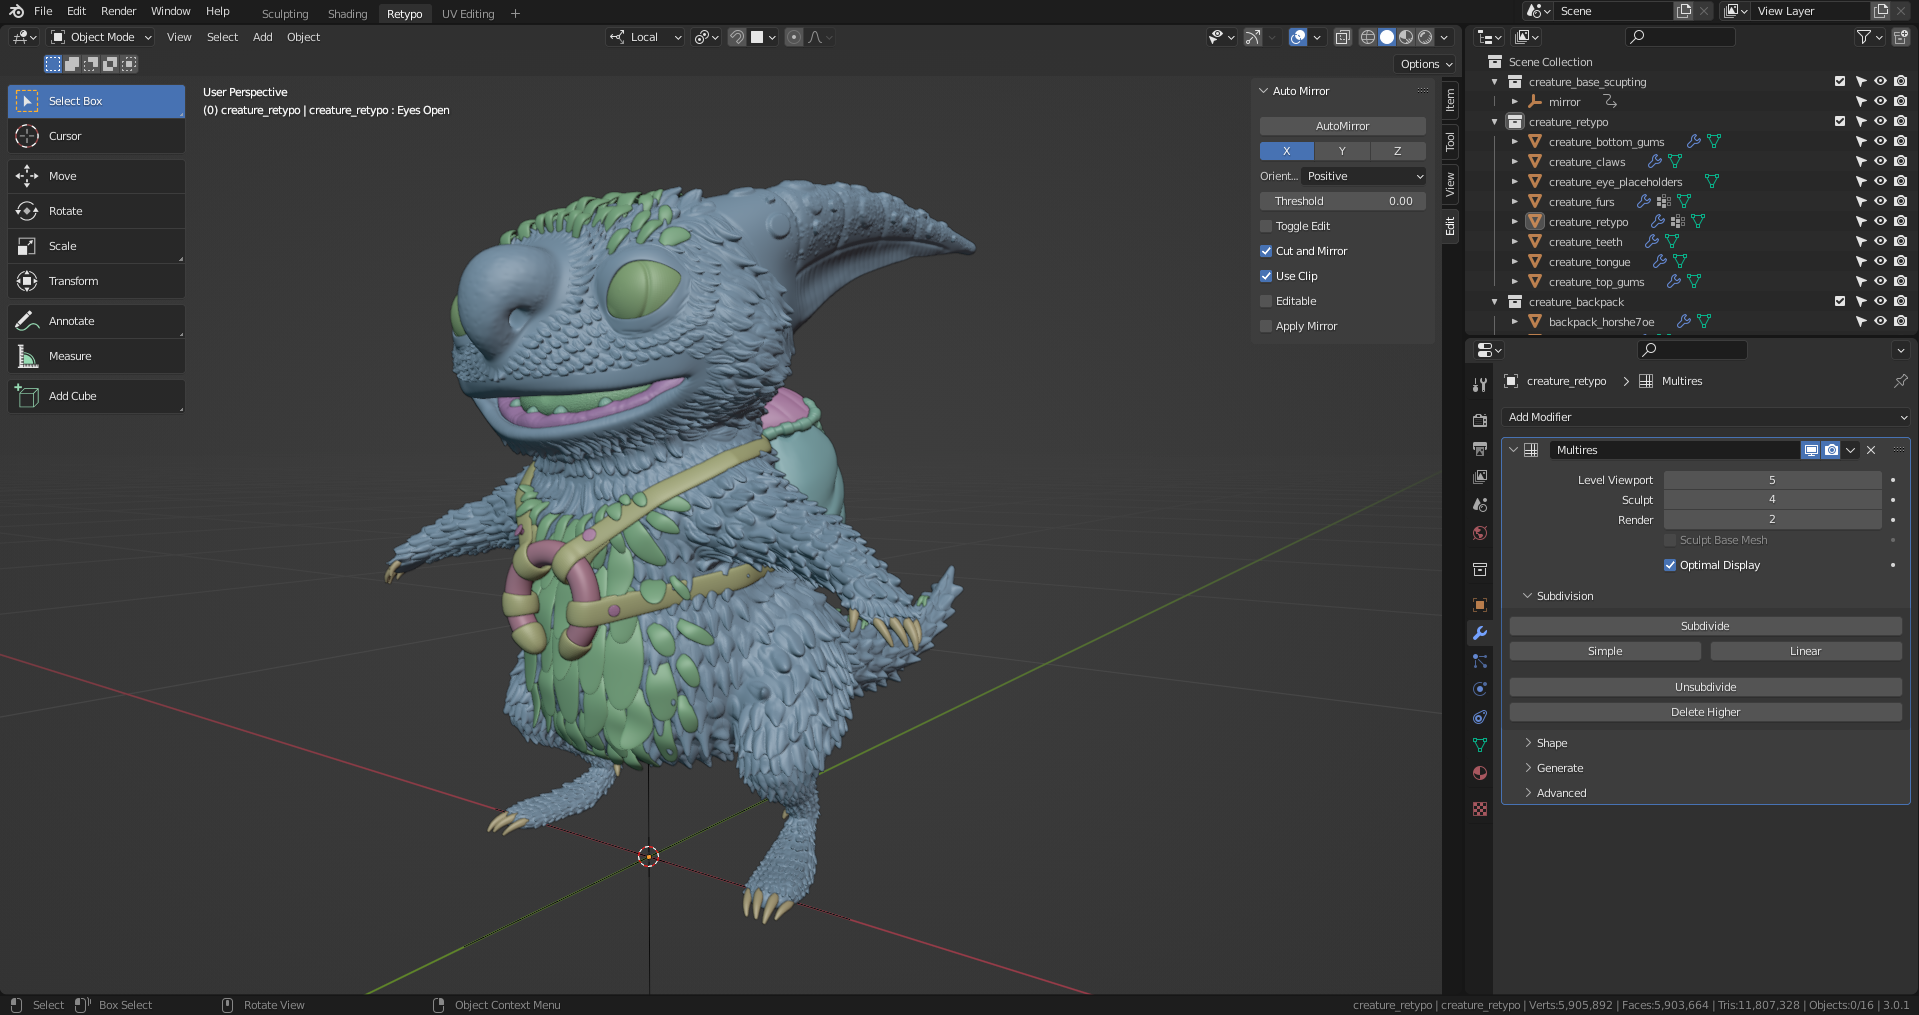 File Edit Render Window Help Sculpting Shading Retypo UV Editing + Scene View Layer
Object Mode View Select Add Object Local
Options
Select Box
Cursor
Move
Rotate
Scale
Transform
Annotate
Measure
Add Cube
User Perspective
(0) creature_retypo | creature_retypo : Eyes Open
Auto Mirror
AutoMirror
X Y Z
Orient... Positive
Threshold 0.00
Toggle Edit
Cut and Mirror
Use Clip
Editable
Apply Mirror
Item
Tool
View
Edit
Scene Collection
creature_base_scupting
mirror
creature_retypo
creature_bottom_gums
creature_claws
creature_eye_placeholders
creature_furs
creature_retypo
creature_teeth
creature_tongue
creature_top_gums
creature_backpack
backpack_horshe7oe
creature_retypo > Multires
Add Modifier
Multires
Level Viewport 5
Sculpt 4
Render 2
Sculpt Base Mesh
Optimal Display
Subdivision
Subdivide
Simple Linear
Unsubdivide
Delete Higher
Shape
Generate
Advanced
Select Box Select Rotate View Object Context Menu creature_retypo | creature_retypo | Verts:5,905,892 | Faces:5,903,664 | Tris:11,807,328 | Objects:0/16 | 3.0.1